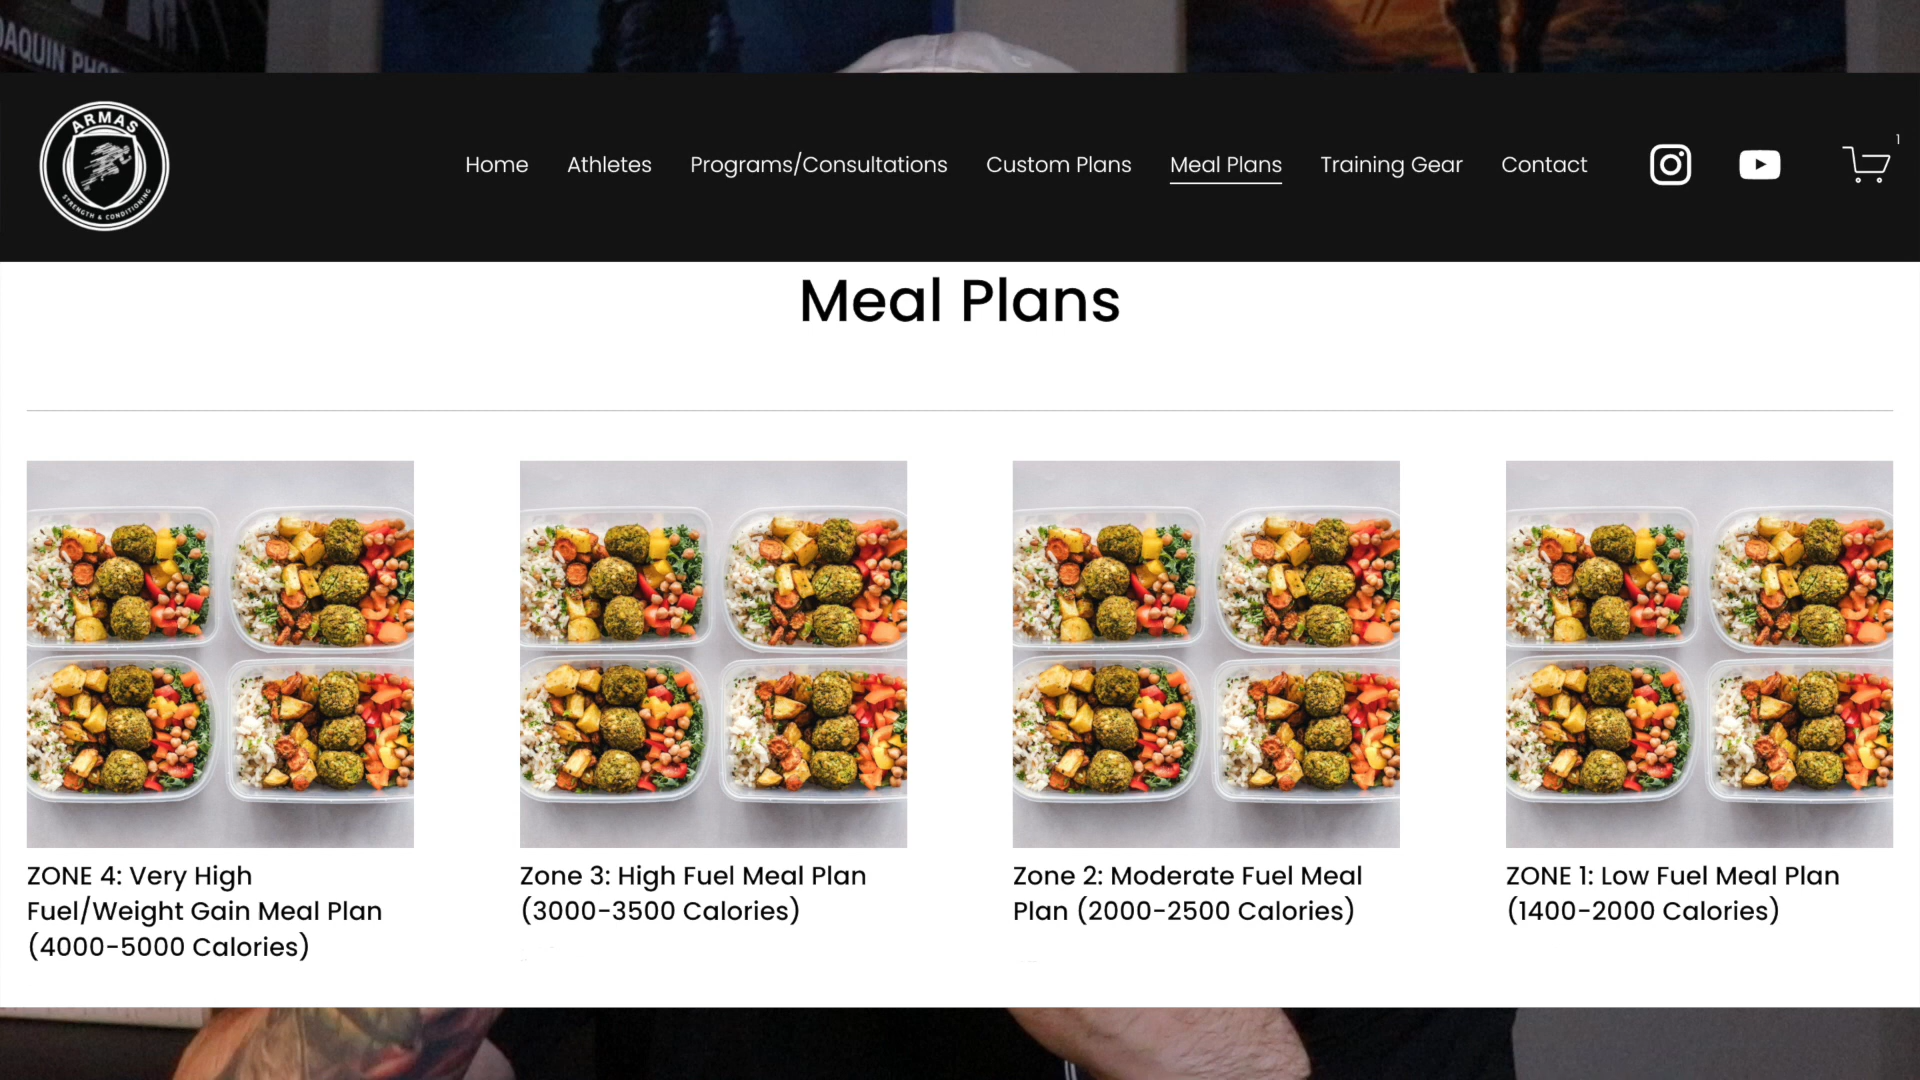 ARMAS
STRENGTH & CONDITIONING
Home
Athletes
Programs/Consultations
Custom Plans
Meal Plans
Training Gear
Contact
1
Meal Plans
ZONE 4: Very High
Fuel/Weight Gain Meal Plan
(4000-5000 Calories)
Zone 3: High Fuel Meal Plan
(3000-3500 Calories)
Zone 2: Moderate Fuel Meal
Plan (2000-2500 Calories)
ZONE 1: Low Fuel Meal Plan
(1400-2000 Calories)